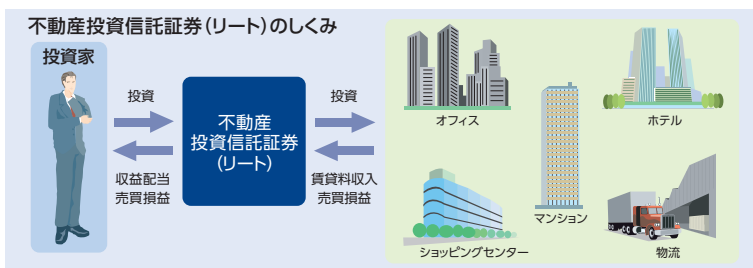 不動産投資信託証券(リート)のしくみ
投資家
投資
収益配当
売買損益
不動産
投資信託証券
(リート)
投資
賃貸料収入
売買損益
オフィス
マンション
ホテル
ショッピングセンター
物流